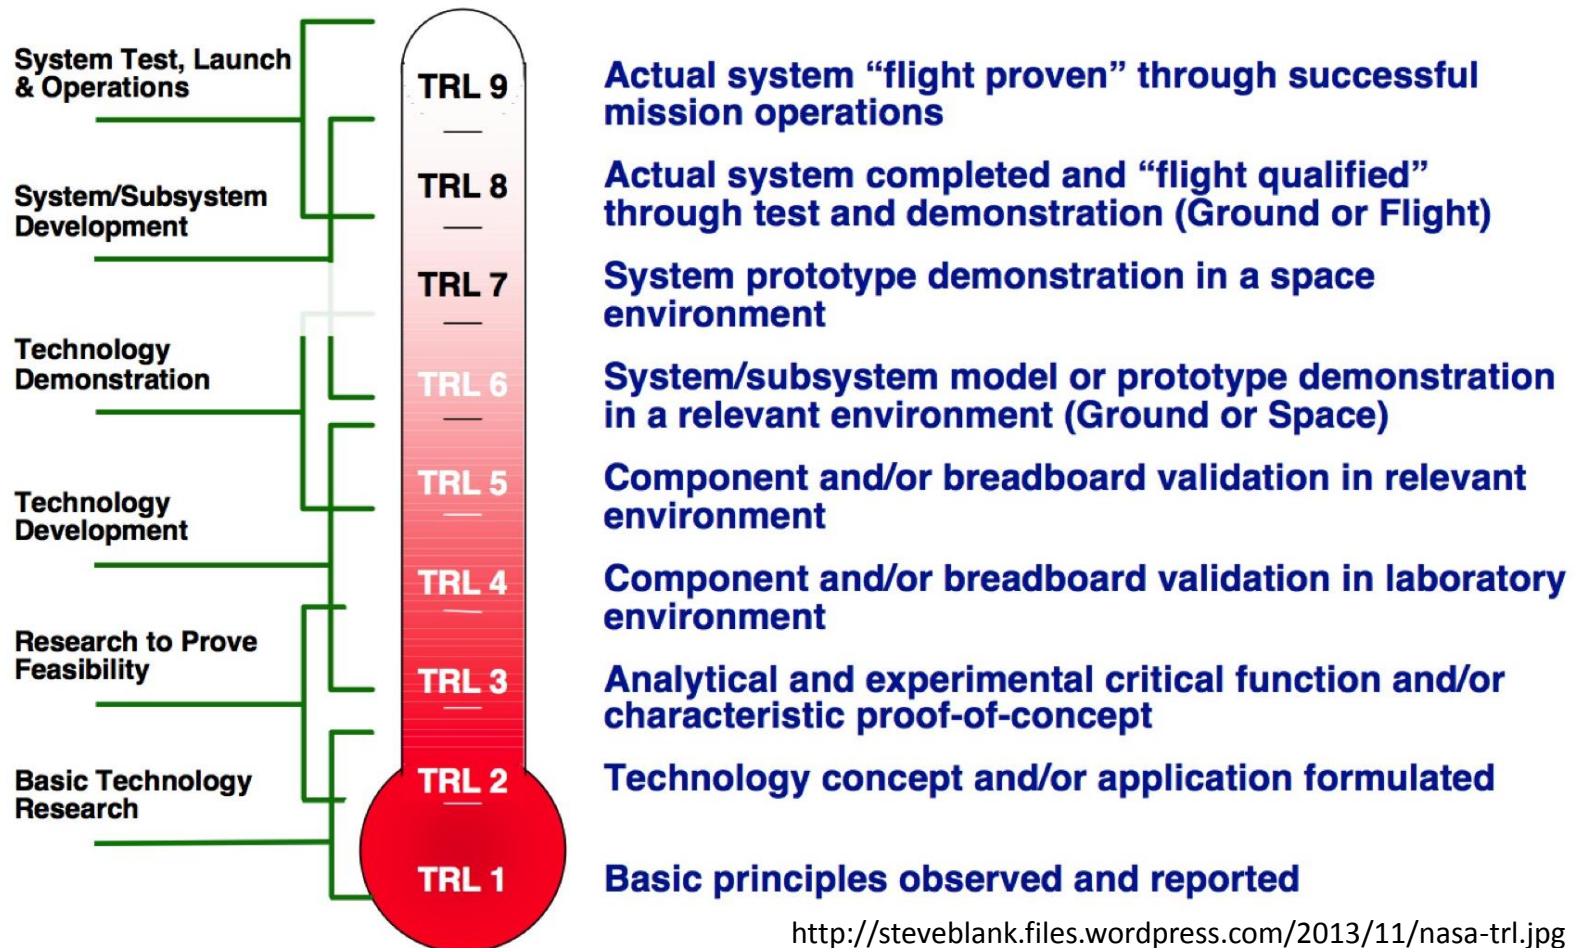 System Test, Launch
& Operations
System/Subsystem
Development
Technology
Demonstration
Technology
Development
Research to Prove
Feasibility
Basic Technology
Research
TRL 9
TRL 8
TRL 7
TRL 6
TRL 5
TRL 4
TRL 3
TRL 2
TRL 1
Actual system “flight proven” through successful
mission operations
Actual system completed and “flight qualified”
through test and demonstration (Ground or Flight)
System prototype demonstration in a space
environment
System/subsystem model or prototype demonstration
in a relevant environment (Ground or Space)
Component and/or breadboard validation in relevant
environment
Component and/or breadboard validation in laboratory
environment
Analytical and experimental critical function and/or
characteristic proof-of-concept
Technology concept and/or application formulated
Basic principles observed and reported
http://steveblank.files.wordpress.com/2013/11/nasa-trl.jpg